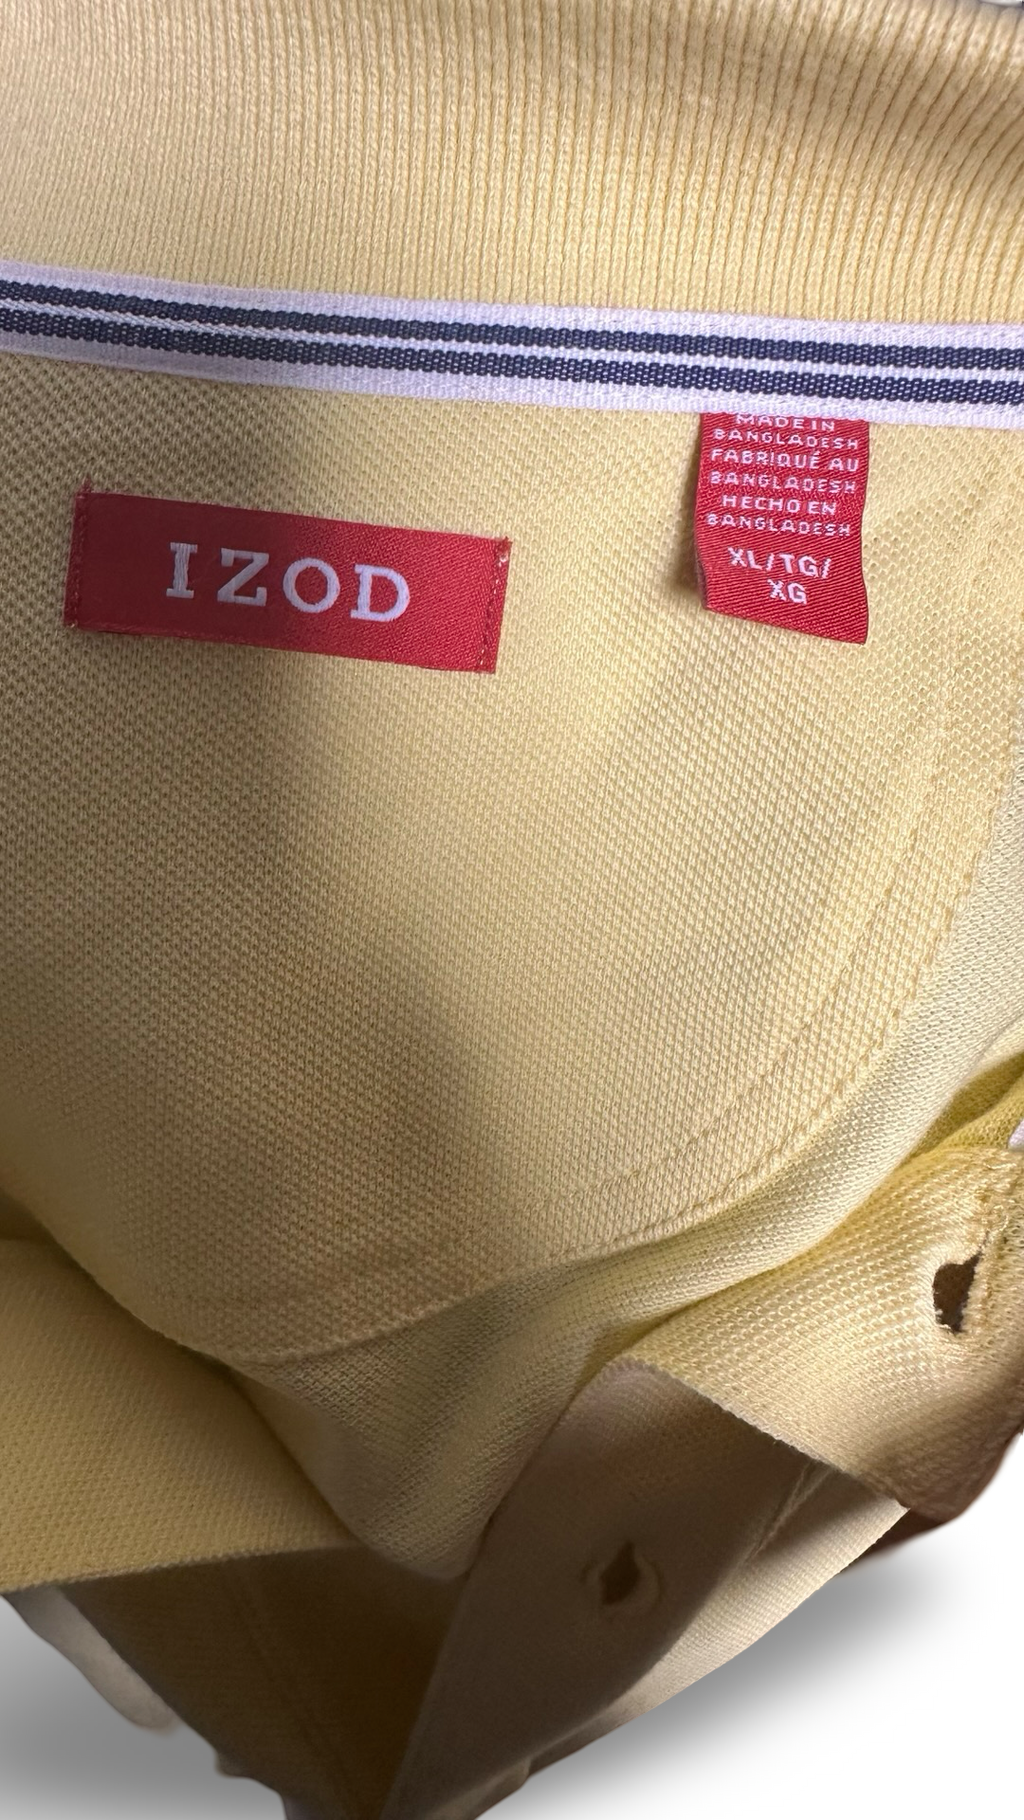 IZOD
MADE IN
BANGLADESH
FABRIQUÉ AU
BANGLADESH
HECHO EN
BANGLADESH
XL/TG/
XG